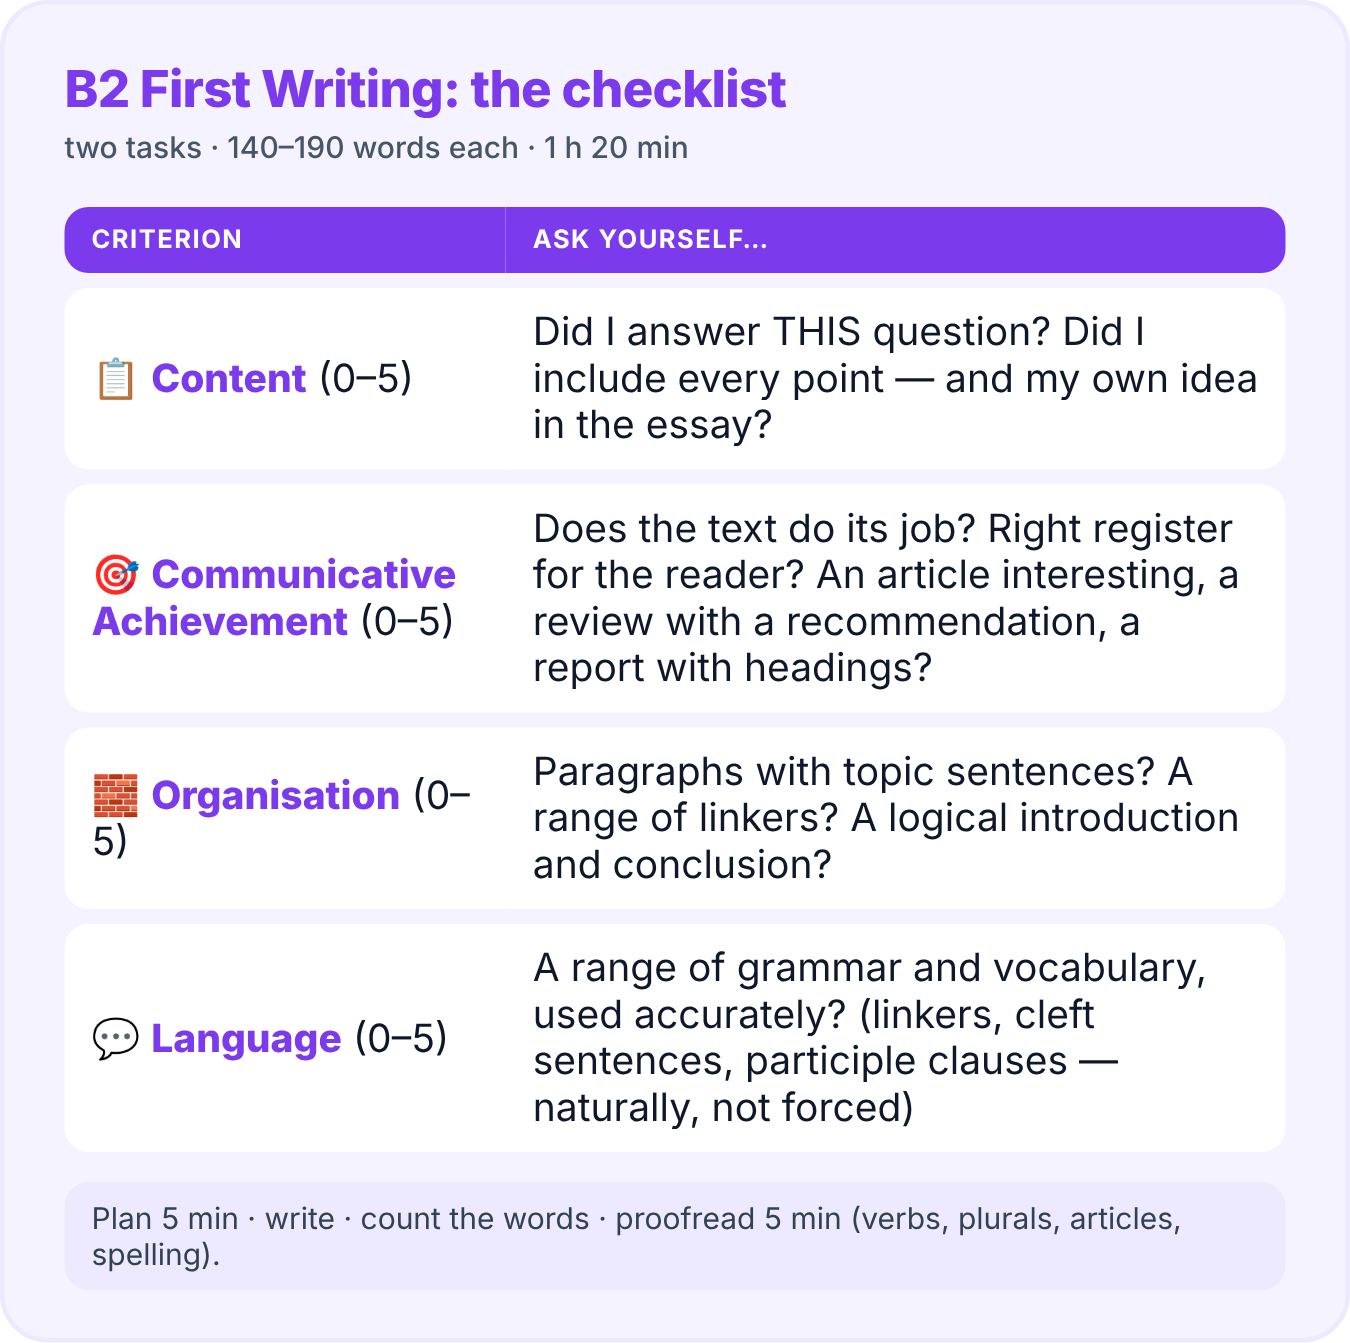 B2 First Writing: the checklist
two tasks · 140–190 words each · 1 h 20 min
CRITERION
ASK YOURSELF...
📋 Content (0–5)
Did I answer THIS question? Did I
include every point — and my own idea
in the essay?
🎯 Communicative
Achievement (0–5)
Does the text do its job? Right register
for the reader? An article interesting, a
review with a recommendation, a
report with headings?
🧱 Organisation (0–
5)
Paragraphs with topic sentences? A
range of linkers? A logical introduction
and conclusion?
💬 Language (0–5)
A range of grammar and vocabulary,
used accurately? (linkers, cleft
sentences, participle clauses —
naturally, not forced)
Plan 5 min · write · count the words · proofread 5 min (verbs, plurals, articles,
spelling).